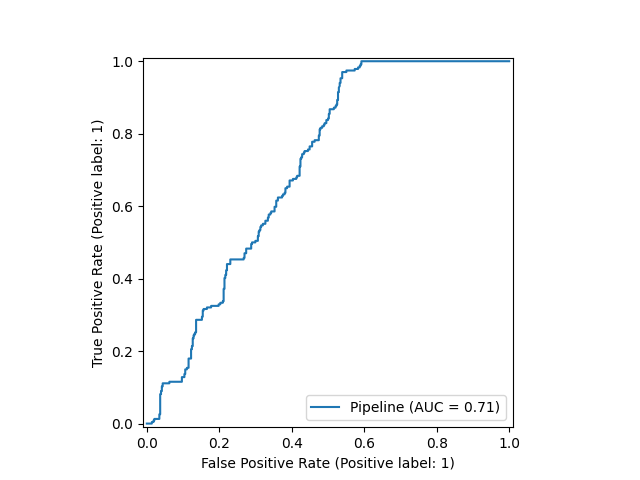 1.0
0.8
0.6
0.4
0.2
0.0
True Positive Rate (Positive label: 1)
Pipeline (AUC = 0.71)
0.0 0.2 0.4 0.6 0.8 1.0
False Positive Rate (Positive label: 1)